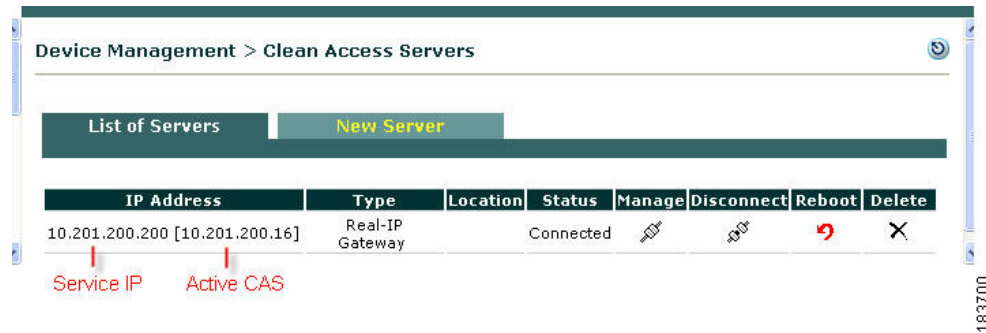 Device Management > Clean Access Servers
List of Servers
New Server
IP Address Type Location Status Manage Disconnect Reboot Delete
10.201.200.200 [10.201.200.16] Real-IP Gateway Connected
Service IP
Active CAS
183700